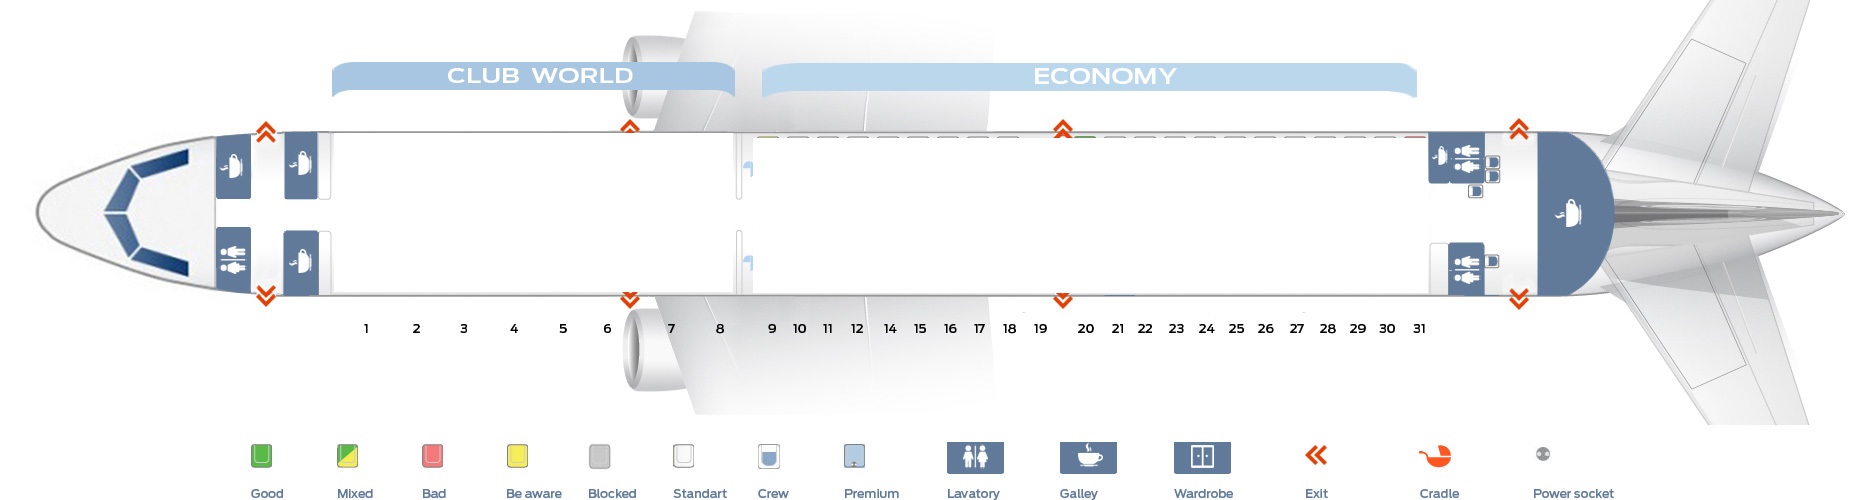 CLUB WORLD
ECONOMY
1 2 3 4 5 6 7 8 9 10 11 12 14 15 16 17 18 19 20 21 22 23 24 25 26 27 28 29 30 31
Good Mixed Bad Be aware Blocked Standart Crew Premium Lavatory Galley Wardrobe Exit Cradle Power socket